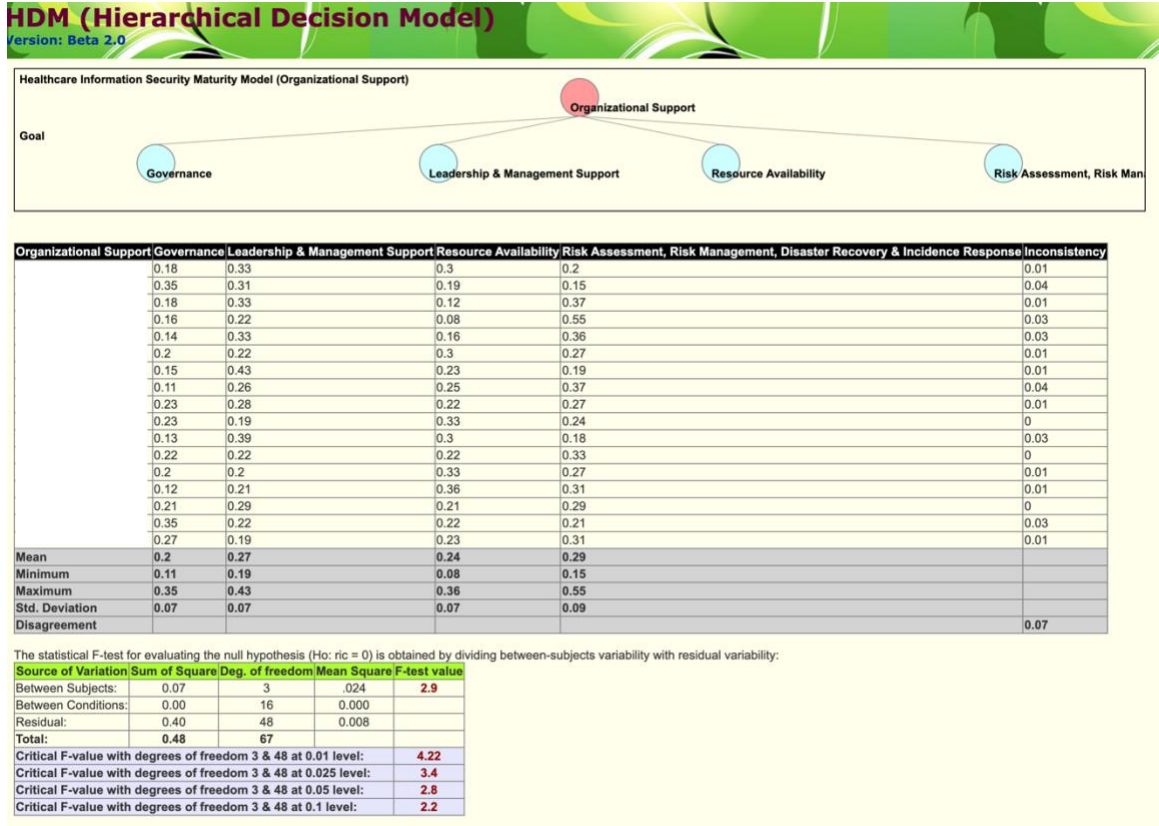 HDM (Hierarchical Decision Model)
Version: Beta 2.0
Healthcare Information Security Maturity Model (Organizational Support)
Organizational Support
Goal
Governance Leadership & Management Support Resource Availability Risk Assessment, Risk Man
Organizational Support Governance Leadership & Management Support Resource Availability Risk Assessment, Risk Management, Disaster Recovery & Incidence Response Inconsistency
0.18 0.33 0.3 0.2 0.01
0.35 0.31 0.19 0.15 0.04
0.18 0.33 0.12 0.37 0.01
0.16 0.22 0.08 0.55 0.03
0.14 0.33 0.16 0.36 0.03
0.2 0.22 0.3 0.27 0.01
0.15 0.43 0.23 0.19 0.01
0.11 0.26 0.25 0.37 0.04
0.23 0.28 0.22 0.27 0.01
0.23 0.19 0.33 0.24 0
0.13 0.39 0.3 0.18 0.03
0.22 0.22 0.22 0.33 0
0.2 0.2 0.33 0.27 0.01
0.12 0.21 0.36 0.31 0.01
0.21 0.29 0.21 0.29 0
0.35 0.22 0.22 0.21 0.03
0.27 0.19 0.23 0.31 0.01
Mean 0.2 0.27 0.24 0.29
Minimum 0.11 0.19 0.08 0.15
Maximum 0.35 0.43 0.36 0.55
Std. Deviation 0.07 0.07 0.07 0.09
Disagreement 0.07
The statistical F-test for evaluating the null hypothesis (Ho: ric = 0) is obtained by dividing between-subjects variability with residual variability:
Source of Variation Sum of Square Deg. of freedom Mean Square F-test value
Between Subjects: 0.07 3 .024 2.9
Between Conditions: 0.00 16 0.000
Residual: 0.40 48 0.008
Total: 0.48 67
Critical F-value with degrees of freedom 3 & 48 at 0.01 level: 4.22
Critical F-value with degrees of freedom 3 & 48 at 0.025 level: 3.4
Critical F-value with degrees of freedom 3 & 48 at 0.05 level: 2.8
Critical F-value with degrees of freedom 3 & 48 at 0.1 level: 2.2